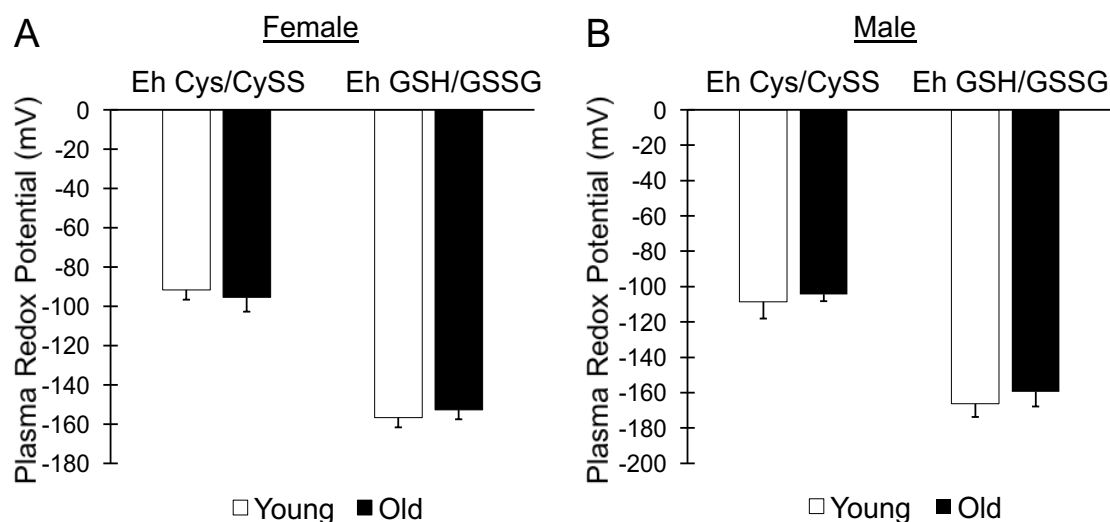 A
Female
Eh Cys/CySS Eh GSH/GSSG
Plasma Redox Potential (mV)
0
-20
-40
-60
-80
-100
-120
-140
-160
-180
Young Old
B
Male
Eh Cys/CySS Eh GSH/GSSG
Plasma Redox Potential (mV)
0
-20
-40
-60
-80
-100
-120
-140
-160
-180
-200
Young Old